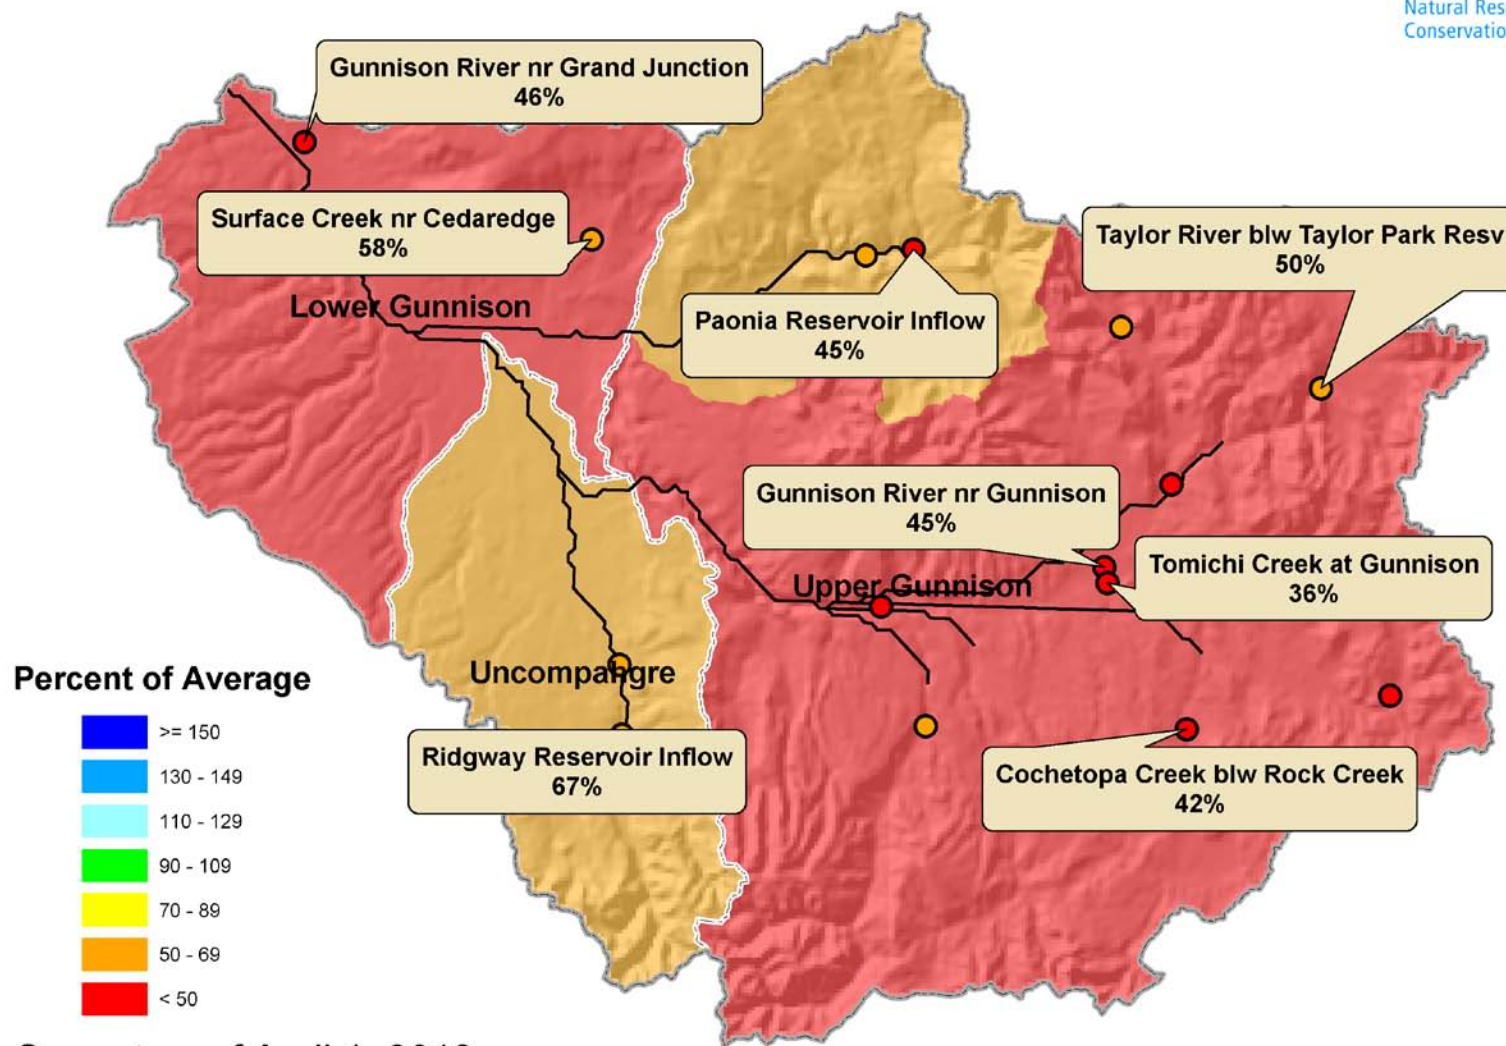 Natural Res
Conservatio
Gunnison River nr Grand Junction
46%
Surface Creek nr Cedaredge
58%
Taylor River blw Taylor Park Resv
50%
Lower Gunnison
Paonia Reservoir Inflow
45%
Gunnison River nr Gunnison
45%
Tomichi Creek at Gunnison
36%
Upper Gunnison
Uncompahgre
Ridgway Reservoir Inflow
67%
Cochetopa Creek blw Rock Creek
42%
Percent of Average
>= 150
130 - 149
110 - 129
90 - 109
70 - 89
50 - 69
< 50